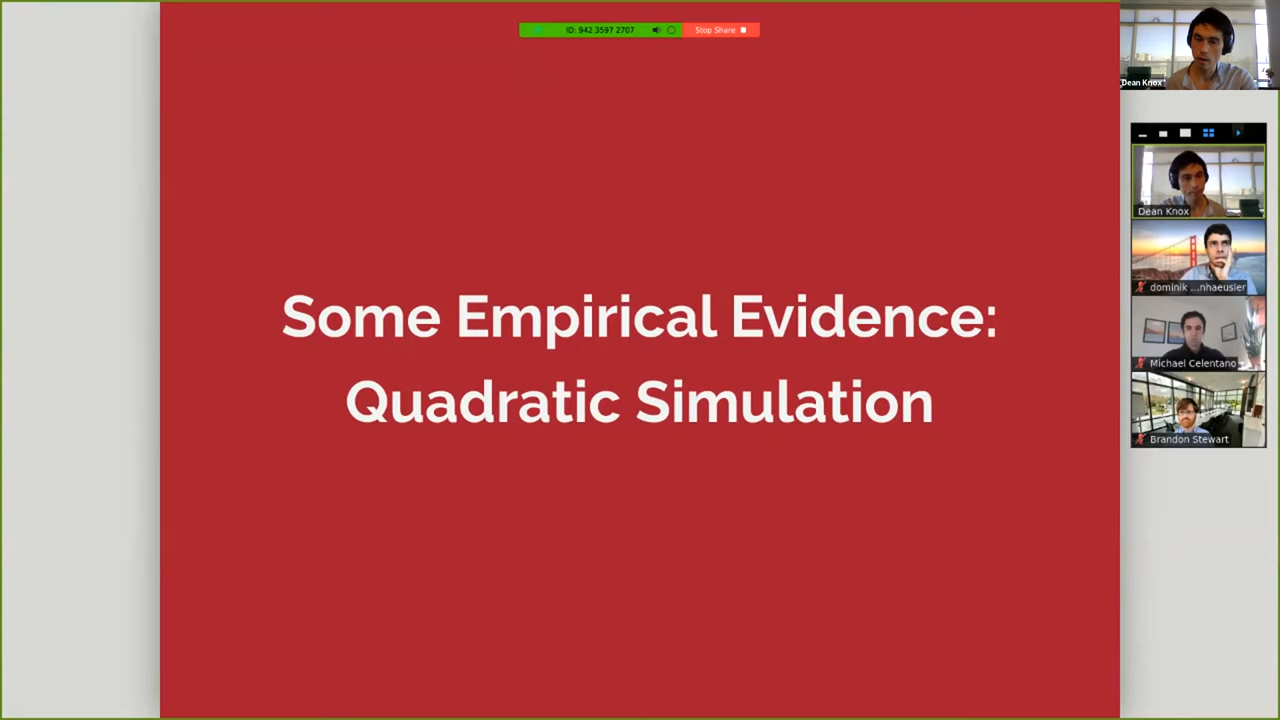 ID: 942 3597 2707
Stop Share
Dean Knox
Some Empirical Evidence:
Quadratic Simulation
Dean Knox
dominik ...nhaeusler
Michael Celentano
Brandon Stewart